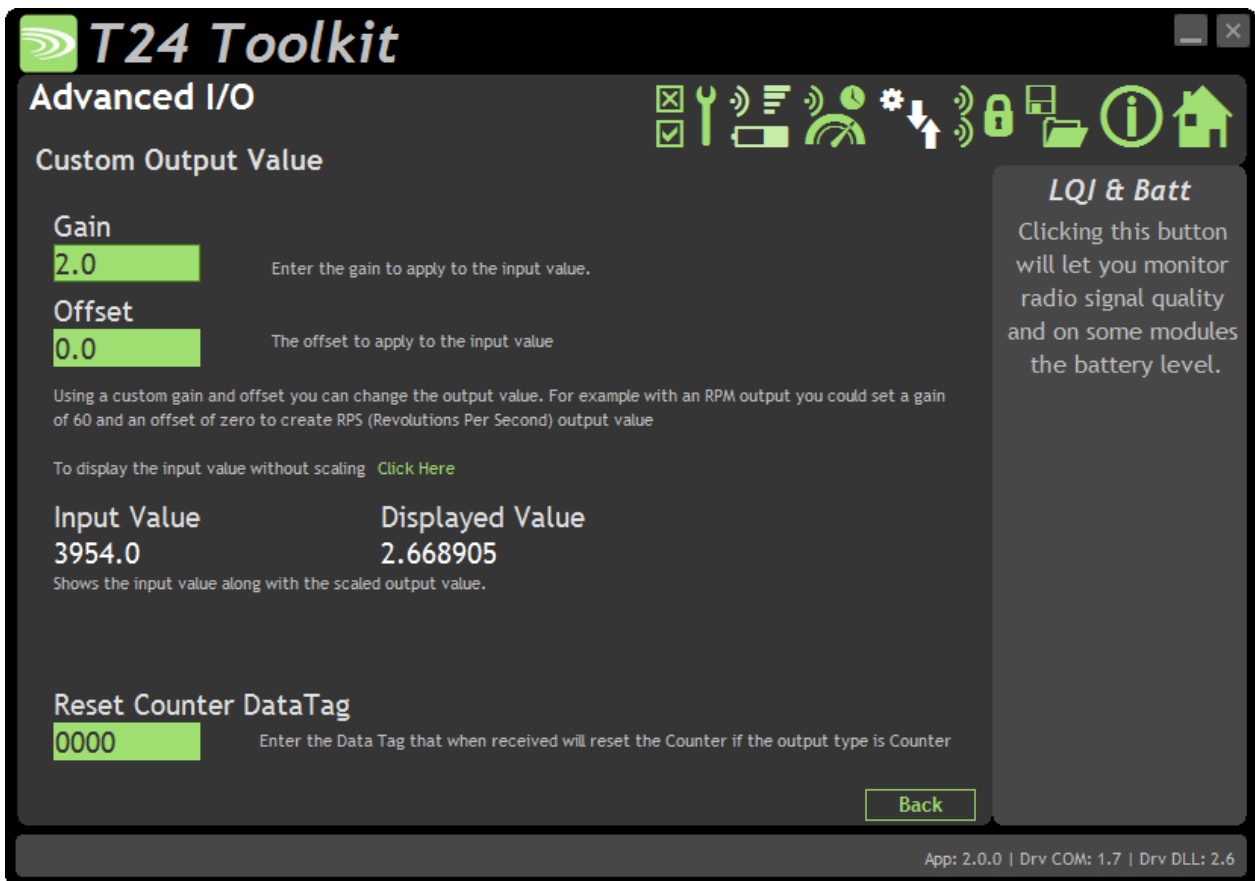 T24 Toolkit
Advanced I/O
Custom Output Value
Gain
2.0
Enter the gain to apply to the input value.
Offset
0.0
The offset to apply to the input value
Using a custom gain and offset you can change the output value. For example with an RPM output you could set a gain
of 60 and an offset of zero to create RPS (Revolutions Per Second) output value
To display the input value without scaling Click Here
Input Value Displayed Value
3954.0 2.668905
Shows the input value along with the scaled output value.
Reset Counter DataTag
0000
Enter the Data Tag that when received will reset the Counter if the output type is Counter
Back
LQI & Batt
Clicking this button
will let you monitor
radio signal quality
and on some modules
the battery level.
App: 2.0.0 | Drv COM: 1.7 | Drv DLL: 2.6